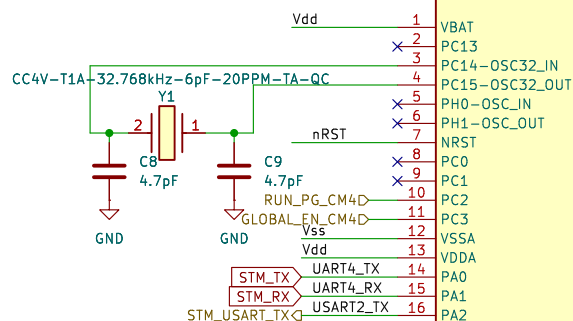 Vdd 1 VBAT
2 PC13
3 PC14-OSC32_IN
CC4V-T1A-32.768kHz-6pF-20PPM-TA-QC 4 PC15-OSC32_OUT
Y1
5 PH0-OSC_IN
2 1 6 PH1-OSC_OUT
nRST 7 NRST
C8 C9 8 PC0
4.7pF 4.7pF 9 PC1
RUN_PG_CM4 10 PC2
GLOBAL_EN_CM4 11 PC3
GND GND Vss 12 VSSA
Vdd 13 VDDA
STM_TX UART4_TX 14 PA0
STM_RX UART4_RX 15 PA1
STM_USART_TX USART2_TX 16 PA2